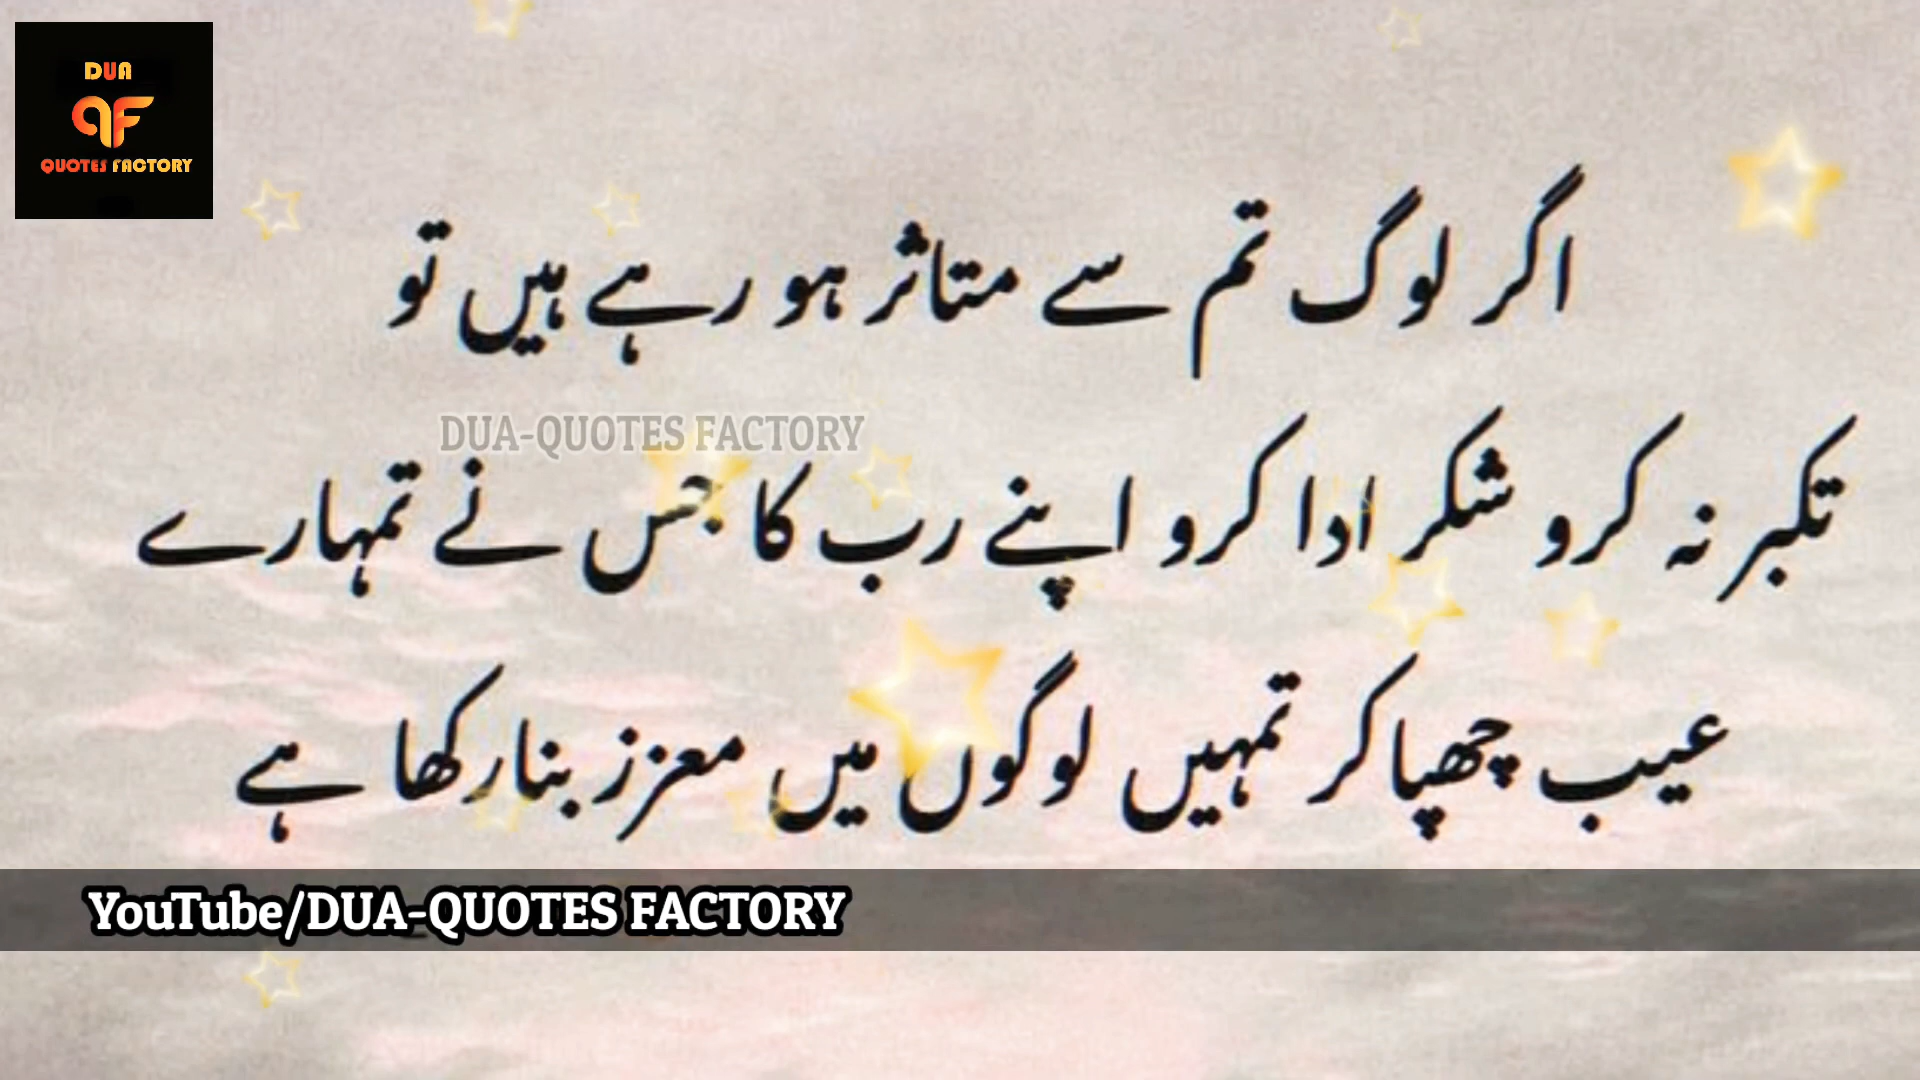 DUA
QF
QUOTES FACTORY
اگر لوگ تم سے متاثر ہو رہے ہیں تو
DUA-QUOTES FACTORY
تکبر نہ کرو شکر ادا کرو اپنے رب کا جس نے تمہارے
عیب چھپا کر تمہیں لوگوں میں معزز بنا رکھا ہے
YouTube/DUA-QUOTES FACTORY